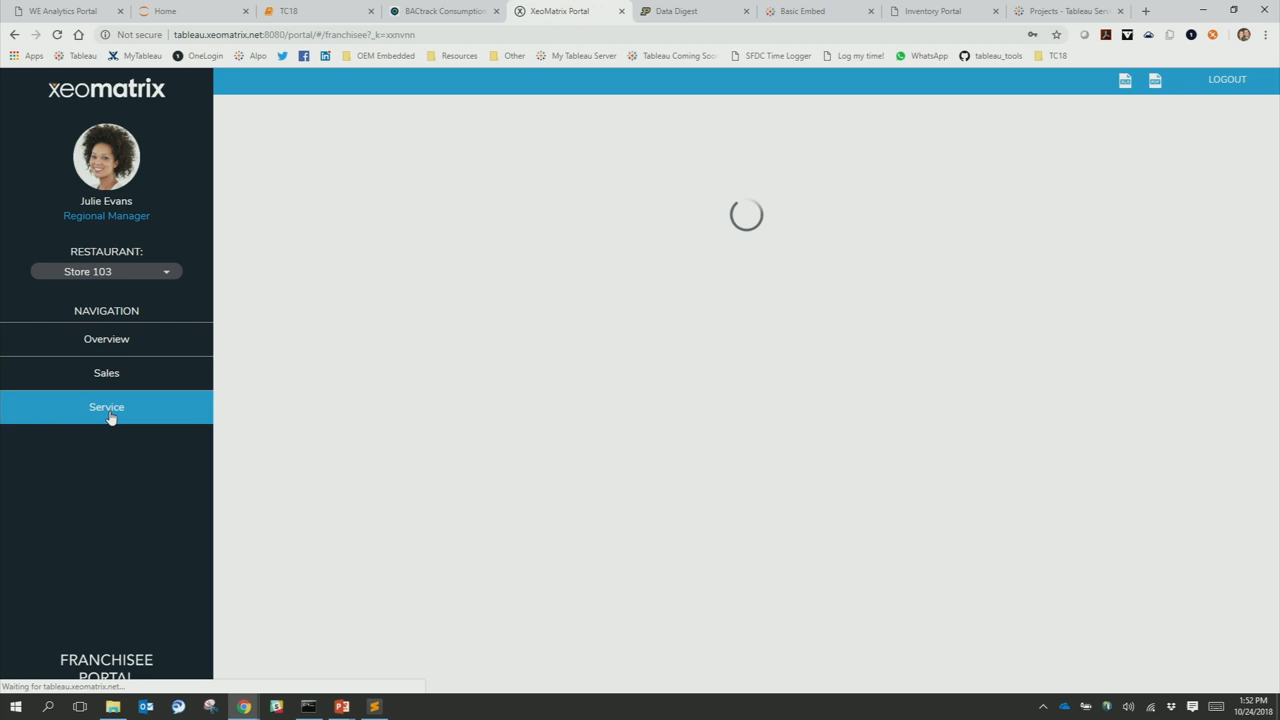 WE Analytics Portal
Home
TC18
BACtrack Consumption
XeoMatrix Portal
Data Digest
Basic Embed
Inventory Portal
Projects - Tableau Serv
Not secure
tableau.xeomatrix.net:8080/portal/#/franchisee?_k=xxnvnn
Apps
Tableau
MyTableau
OneLogin
Alpo
OEM Embedded
Resources
Other
My Tableau Server
Tableau Coming Soo
SFDC Time Logger
Log my time!
WhatsApp
tableau_tools
TC18
xeomatrix
LOGOUT
Julie Evans
Regional Manager
RESTAURANT:
Store 103
NAVIGATION
Overview
Sales
Service
FRANCHISEE
PORTAL
Waiting for tableau.xeomatrix.net...
1:52 PM
10/24/2018